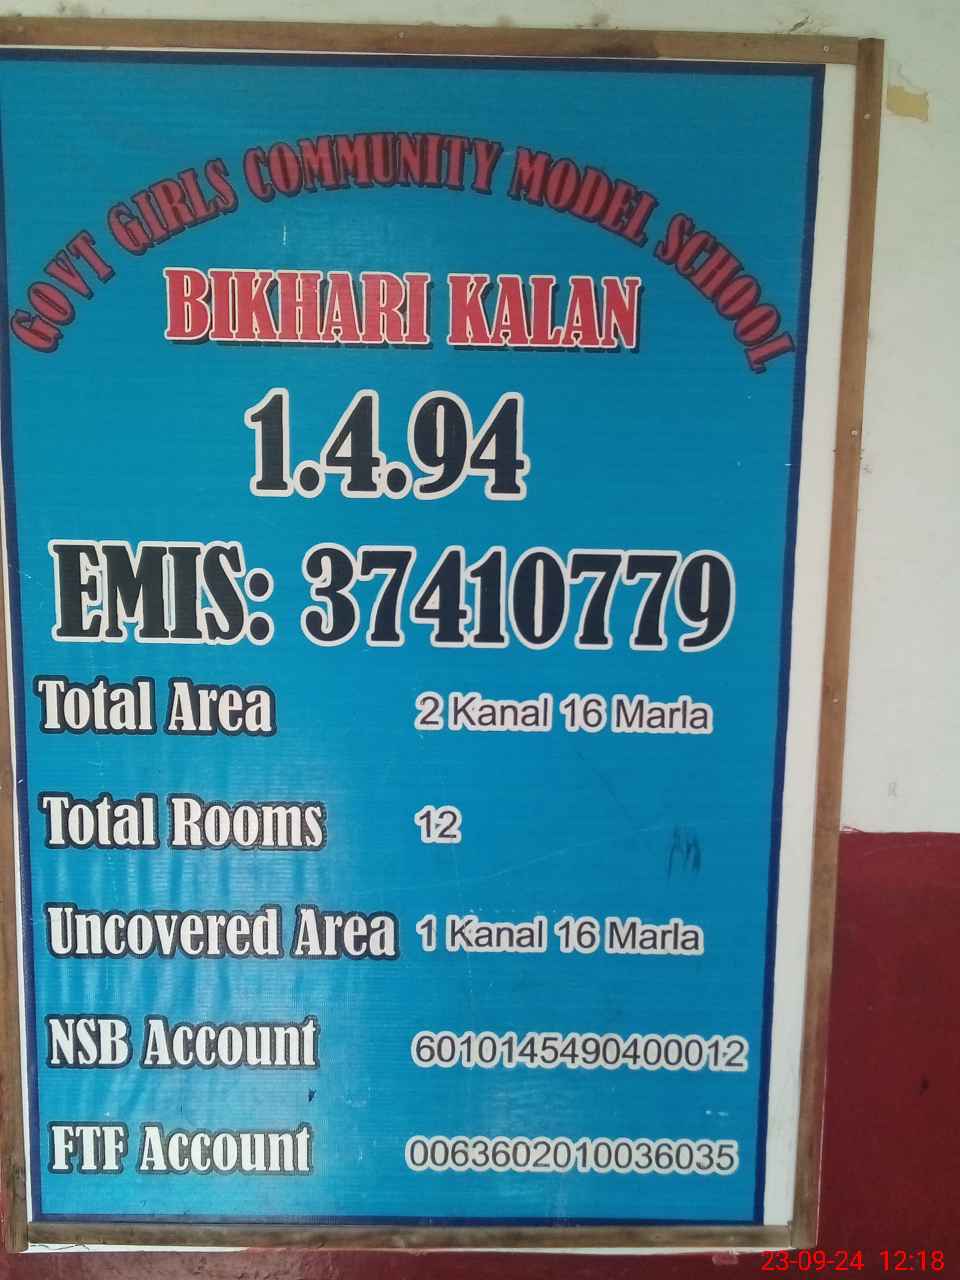 GOVT GIRLS COMMUNITY MODEL SCHOOL
BIKHARI KALAN
1.4.94
EMIS: 37410779
Total Area 2 Kanal 16 Marla
Total Rooms 12
Uncovered Area 1 Kanal 16 Marla
NSB Account 6010145490400012
FTF Account 0063602010036035
23-09-24 12:18